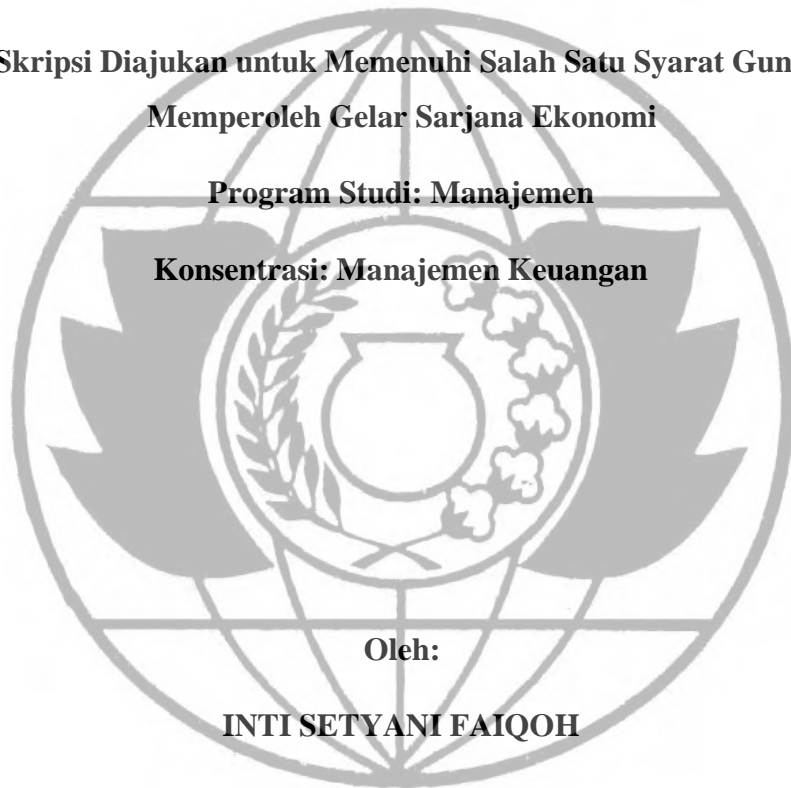 Skripsi Diajukan untuk Memenuhi Salah Satu Syarat Gun
Memperoleh Gelar Sarjana Ekonomi
Program Studi: Manajemen
Konsentrasi: Manajemen Keuangan
Oleh:
INTI SETYANI FAIQOH